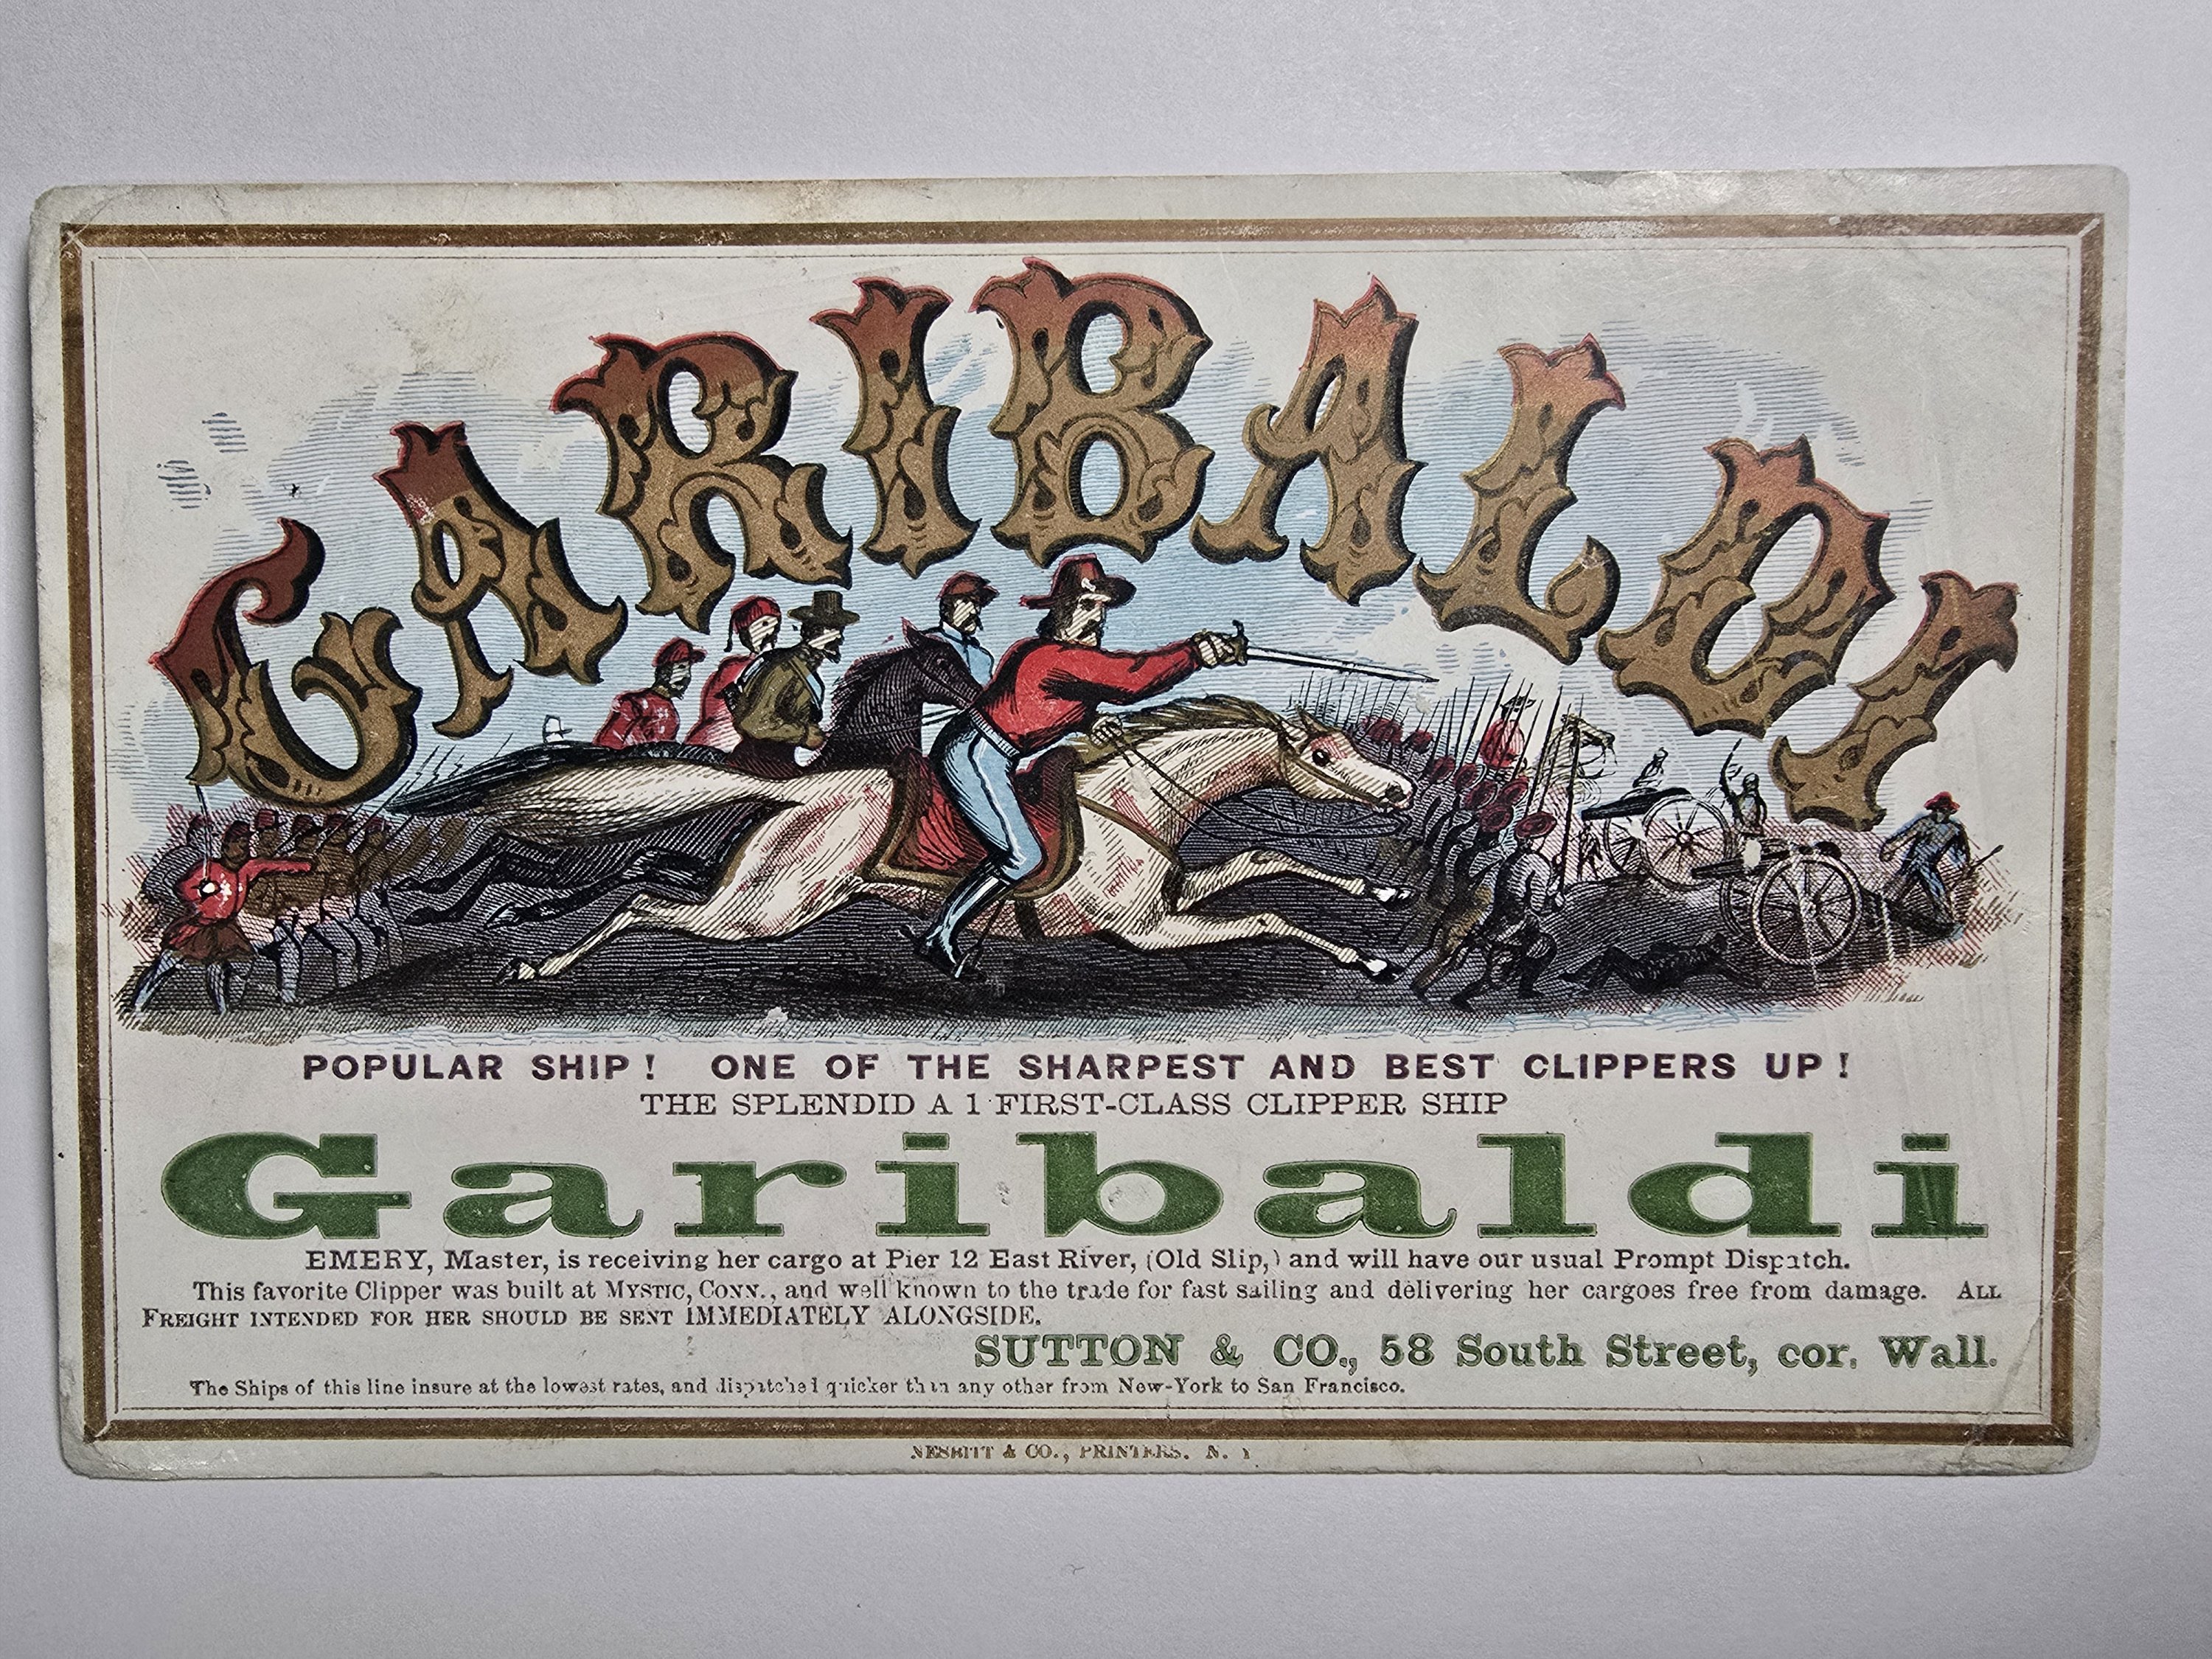 GARIBALDI
POPULAR SHIP! ONE OF THE SHARPEST AND BEST CLIPPERS UP!
THE SPLENDID A 1 FIRST-CLASS CLIPPER SHIP
Garibaldi
EMERY, Master, is receiving her cargo at Pier 12 East River, (Old Slip,) and will have our usual Prompt Dispatch.
This favorite Clipper was built at MYSTIC, CONN., and well known to the trade for fast sailing and delivering her cargoes free from damage. ALL
FREIGHT INTENDED FOR HER SHOULD BE SENT IMMEDIATELY ALONGSIDE.
SUTTON & CO., 58 South Street, cor. Wall.
The Ships of this line insure at the lowest rates, and dispatched quicker than any other from New-York to San Francisco.
NESBITT & CO., PRINTERS. N. Y